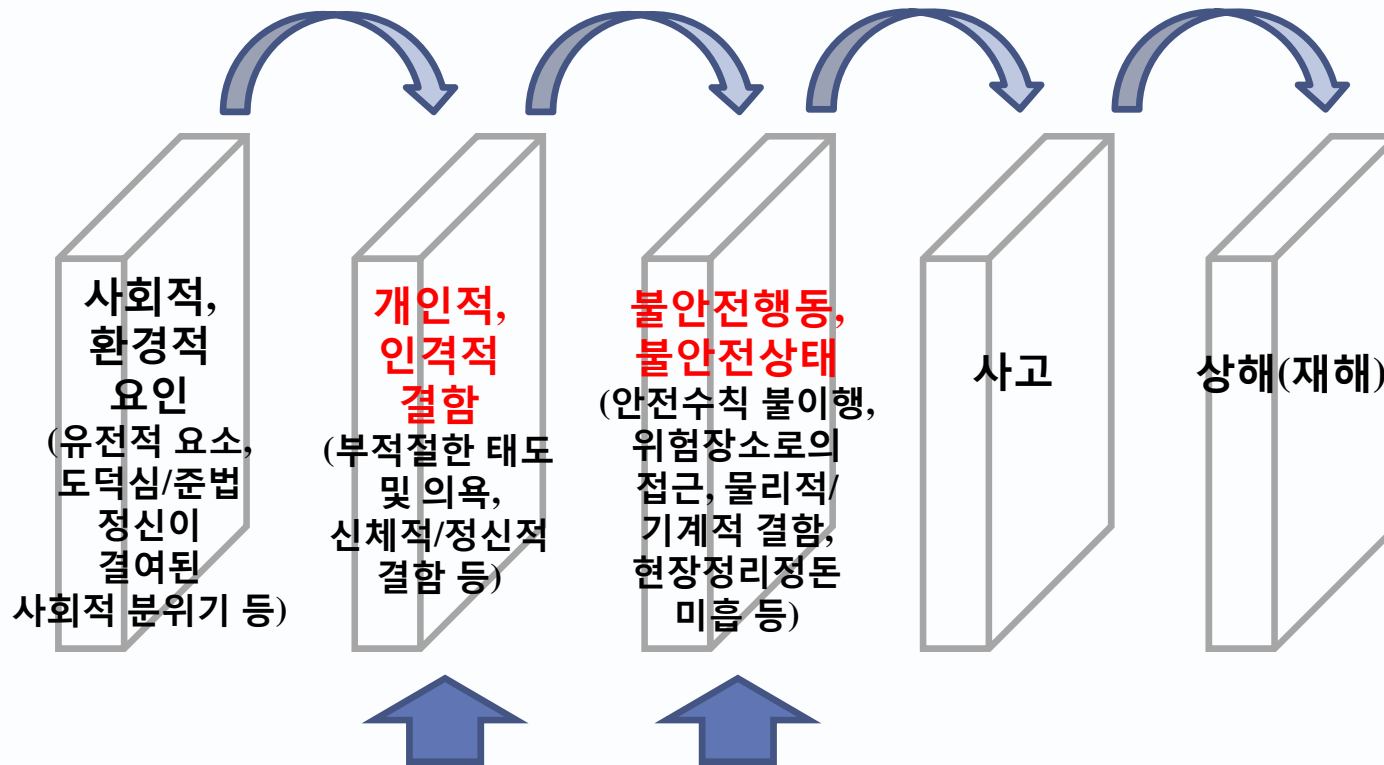 사회적,
환경적
요인
(유전적 요소,
도덕심/준법
정신이
결여된
사회적 분위기 등)
개인적,
인격적
결함
(부적절한 태도
및 의욕,
신체적/정신적
결함 등)
불안전행동,
불안전상태
(안전수칙 불이행,
위험장소로의
접근, 물리적/
기계적 결함,
현장정리정돈
미흡 등)
사고
상해(재해)